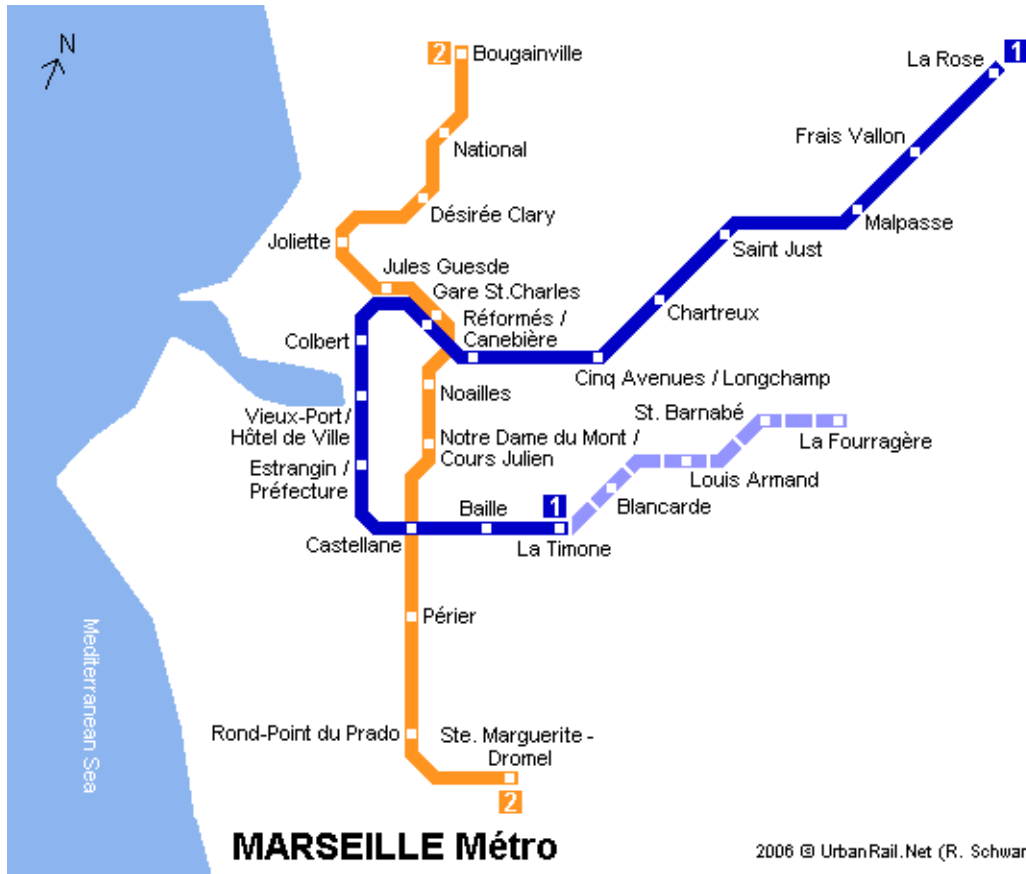 N
2
Bougainville
1
La Rose
National
Frais Vallon
Désirée Clary
Malpasse
Joliette
Saint Just
Jules Guesde
Gare St.Charles
Réformés /
Canebière
Chartreux
Colbert
Cinq Avenues / Longchamp
Noailles
Vieux-Port /
Hôtel de Ville
St. Barnabé
La Fourragère
Notre Dame du Mont /
Cours Julien
Estrangin /
Préfecture
Louis Armand
Blancarde
Baille
1
Castellane
La Timone
Périer
Mediterranean Sea
Rond-Point du Prado
Ste. Marguerite -
Dromel
2
MARSEILLE Métro
2006 © UrbanRail.Net (R. Schwar